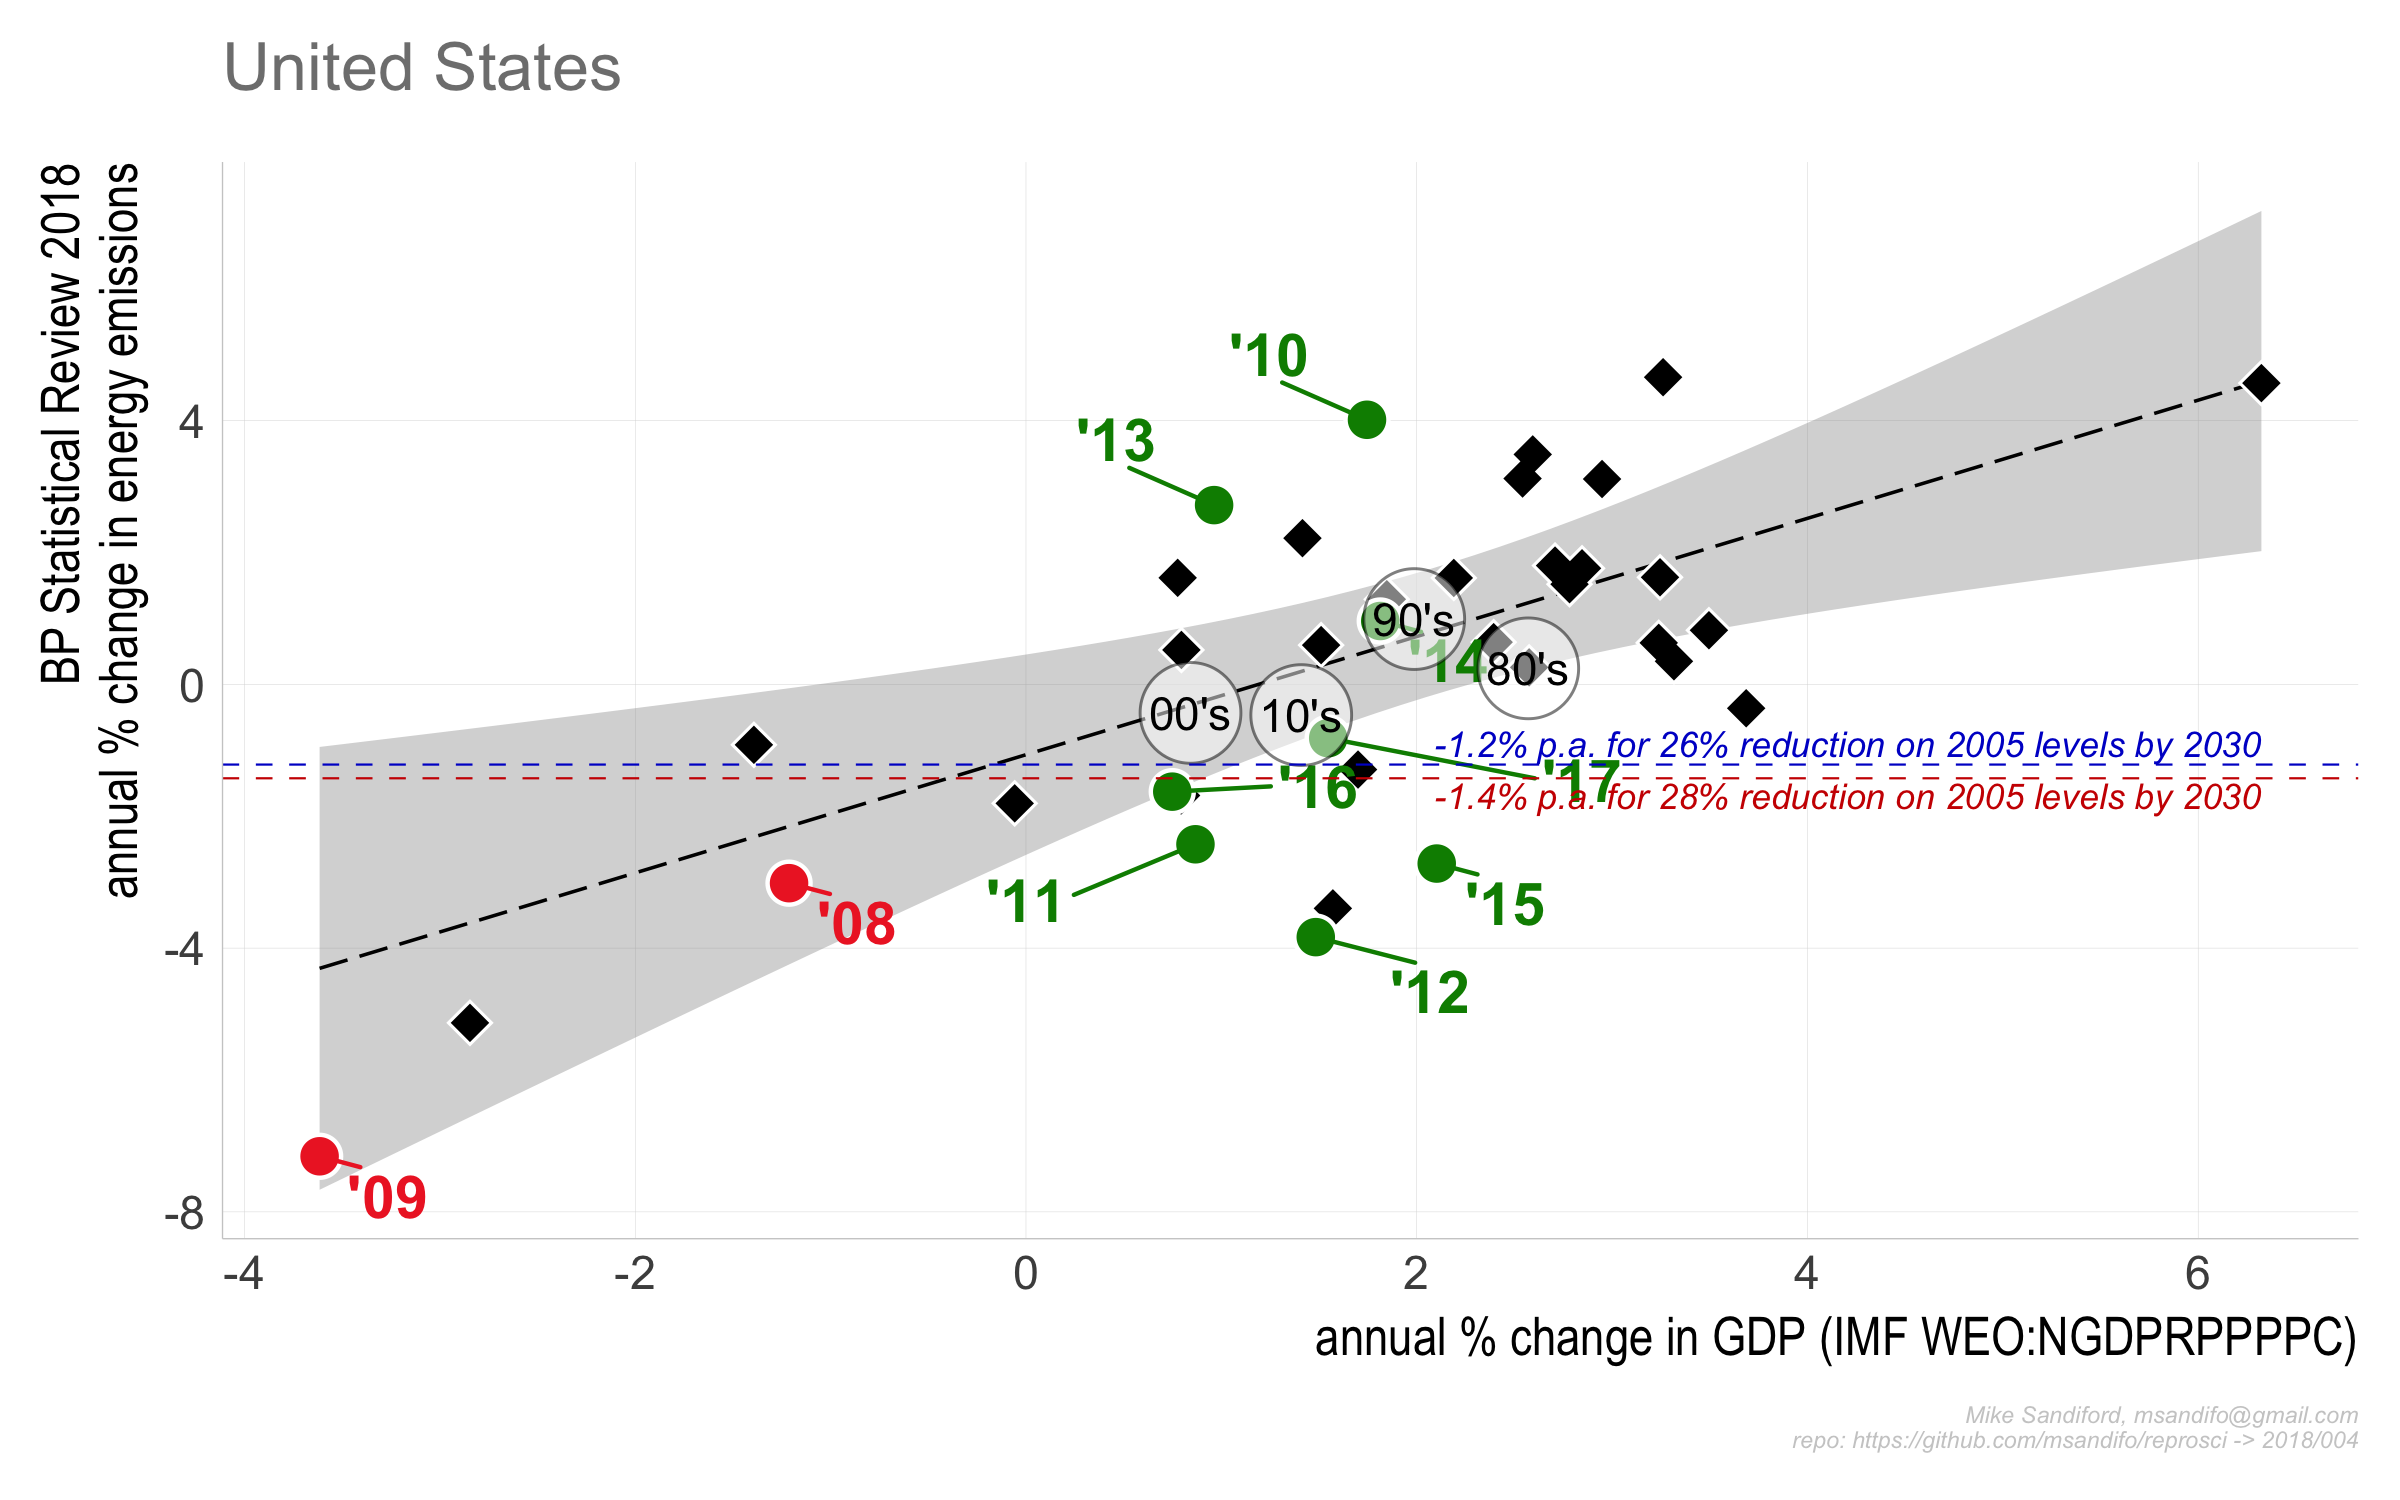 United States
BP Statistical Review 2018
annual % change in energy emissions
4
0
-4
-8
'10
'13
90's
'14
80's
00's
10's
-1.2% p.a. for 26% reduction on 2005 levels by 2030
'17
'16
-1.4% p.a. for 28% reduction on 2005 levels by 2030
'11
'15
'08
'12
'09
-4
-2
0
2
4
6
annual % change in GDP (IMF WEO:NGDPRPPPPC)
Mike Sandiford, msandifo@gmail.com
repo: https://github.com/msandifo/reprosci -> 2018/004